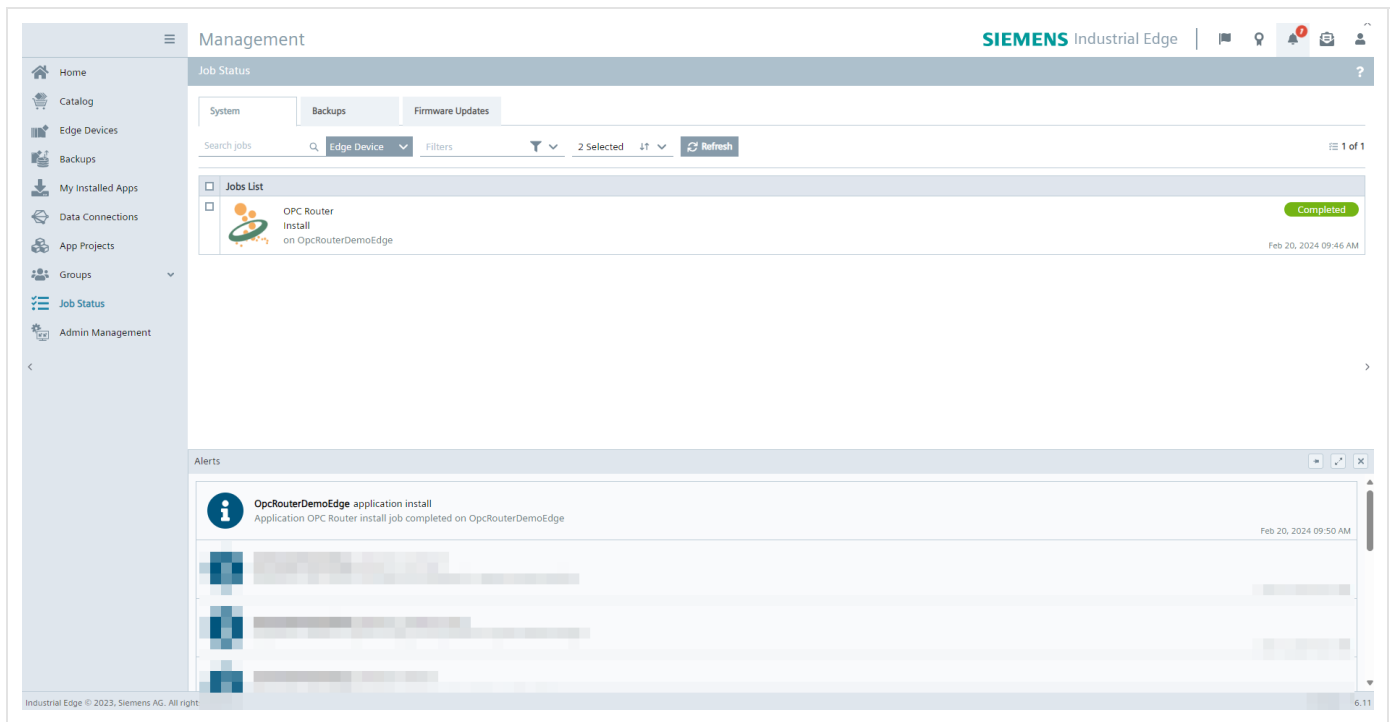 Management
SIEMENS Industrial Edge
7
Home
Catalog
Edge Devices
Backups
My Installed Apps
Data Connections
App Projects
Groups
Job Status
Admin Management
Job Status
?
System
Backups
Firmware Updates
Search jobs
Edge Device
Filters
2 Selected
Refresh
1 of 1
Jobs List
OPC Router
Install
on OpcRouterDemoEdge
Completed
Feb 20, 2024 09:46 AM
Alerts
OpcRouterDemoEdge application install
Application OPC Router install job completed on OpcRouterDemoEdge
Feb 20, 2024 09:50 AM
Industrial Edge © 2023, Siemens AG. All right
6.11